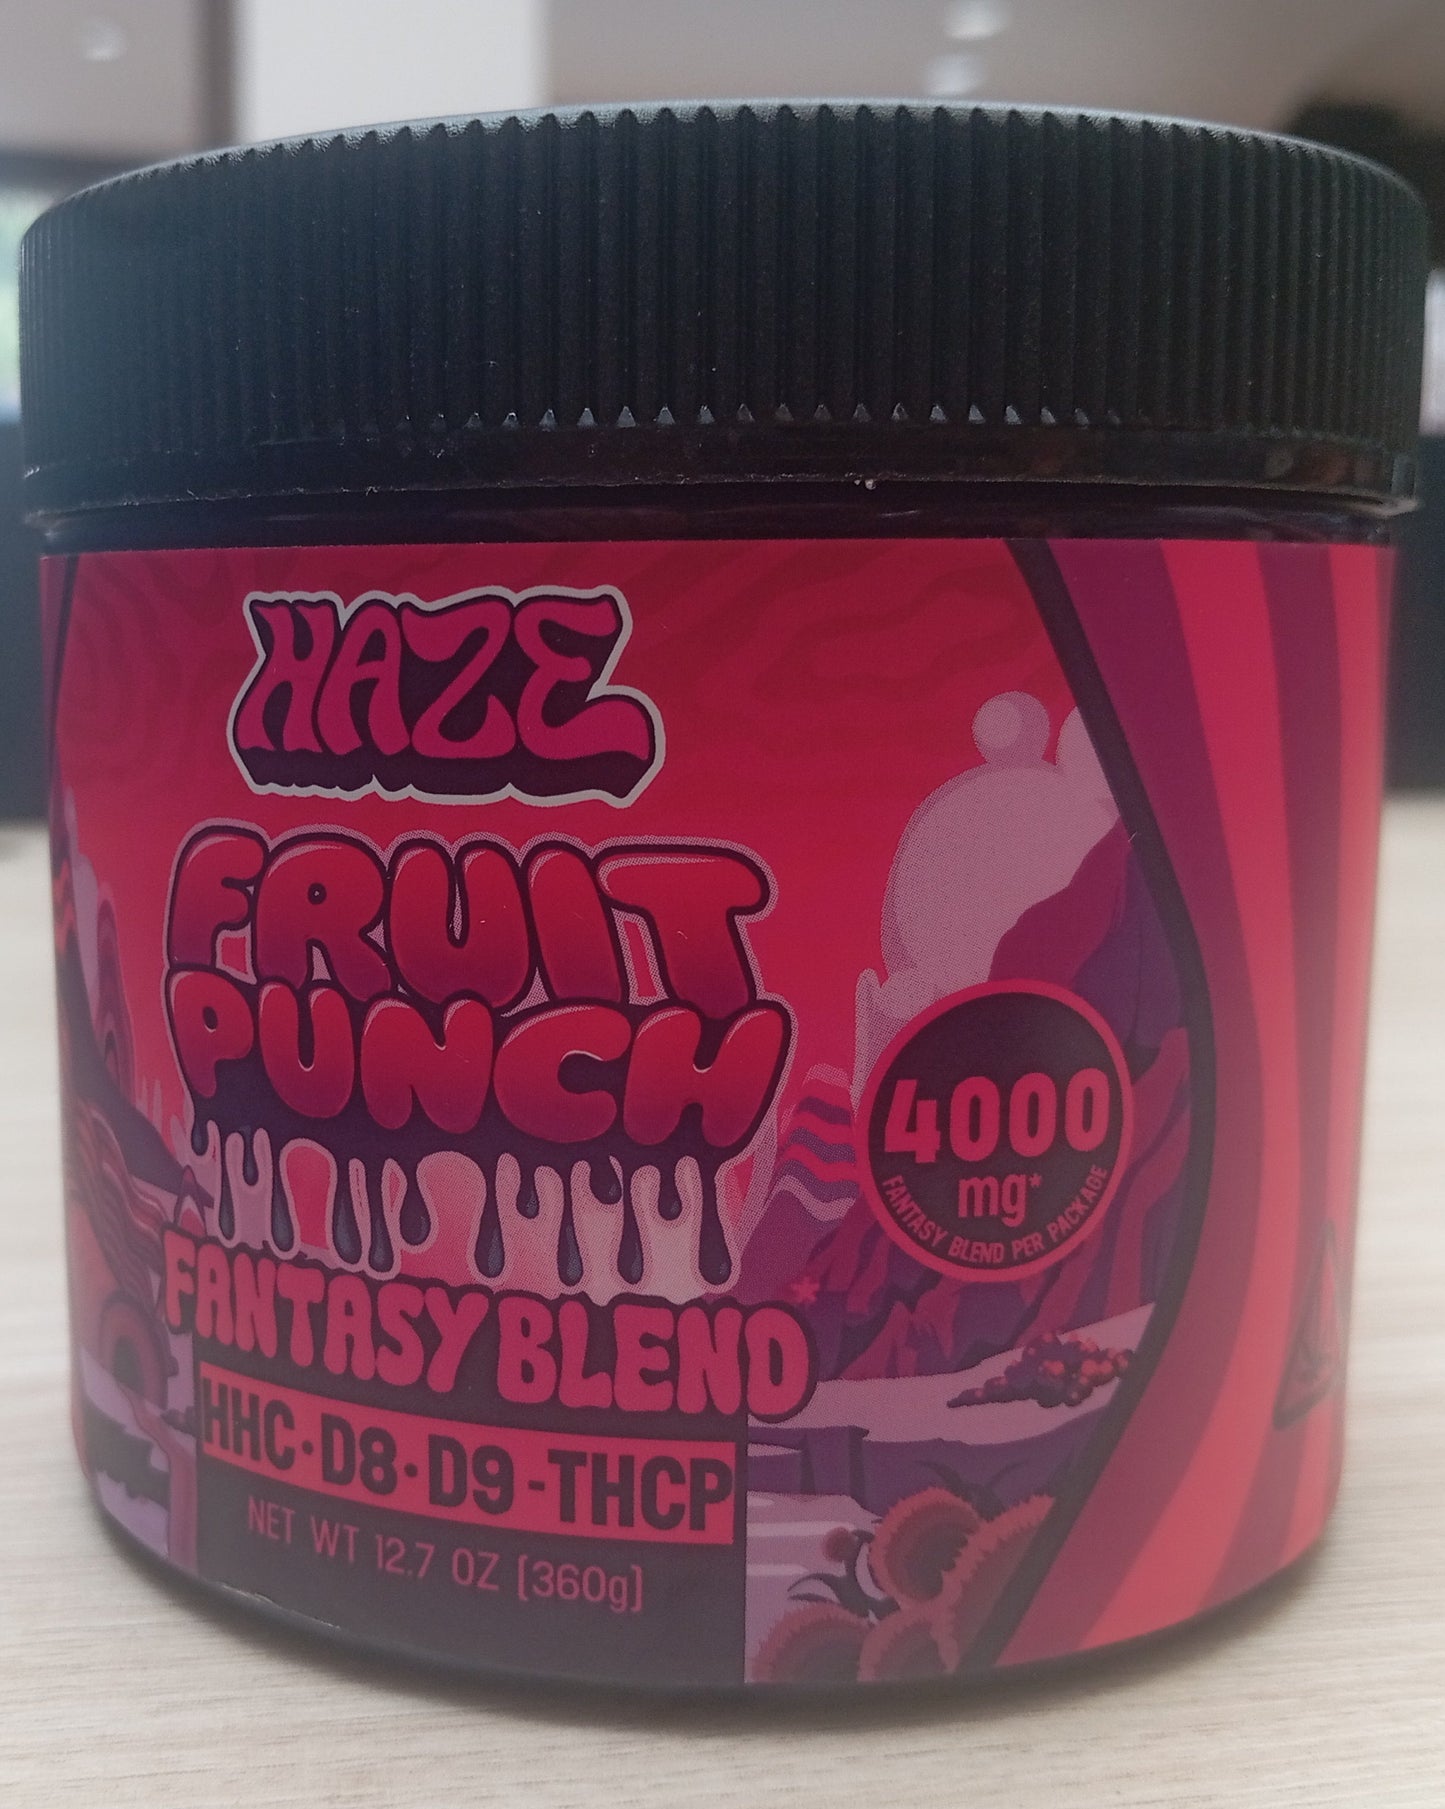 HAZE
FRUIT
PUNCH
4000
mg*
FANTASY BLEND PER PACKAGE
FANTASY BLEND*
HHC·D8·D9-THCP
NET WT 12.7 OZ [360g]